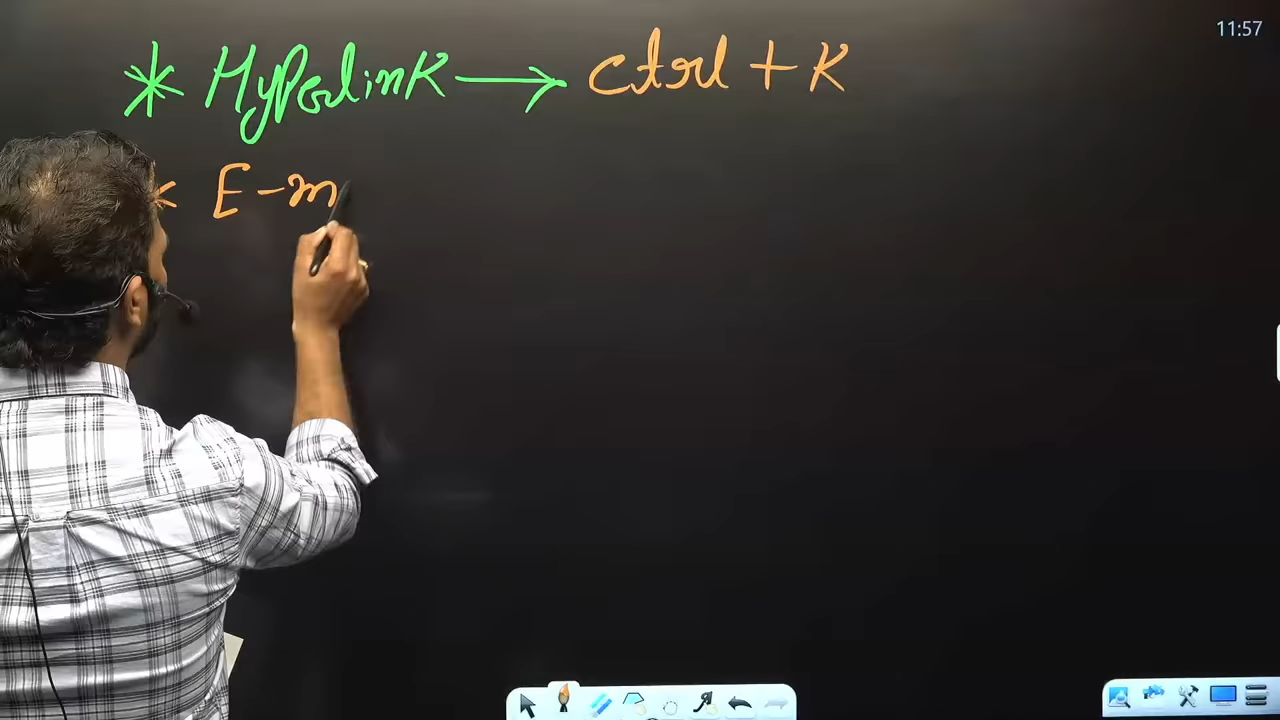 11:57
* Hyperlink → Ctrl + K
* E-m